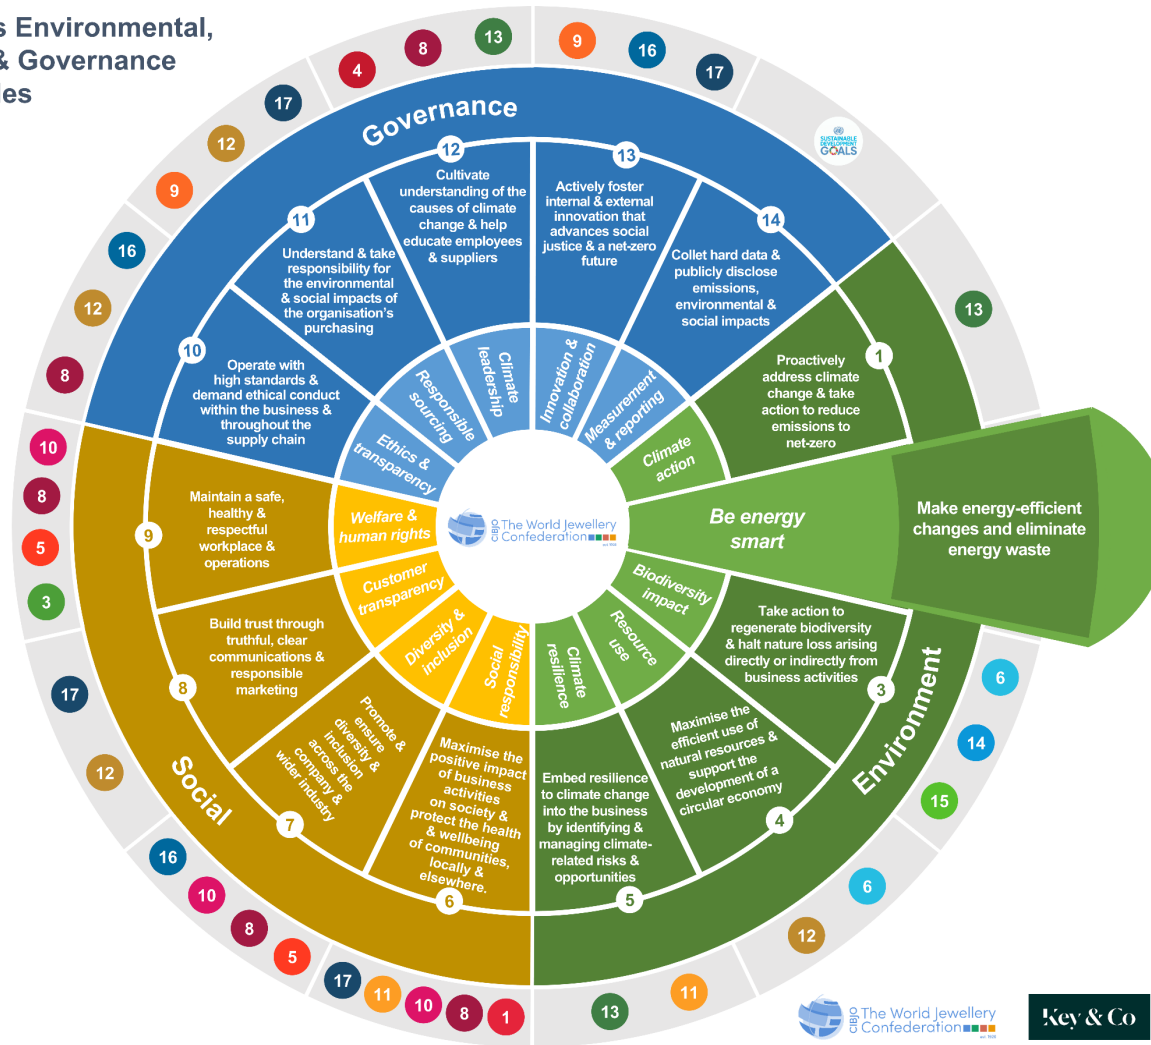 s Environmental,
& Governance
les
Governance
12
Cultivate
understanding of the
causes of climate
change & help
educate employees
& suppliers
Climate
leadership
4
8
13
13
Actively foster
internal & external
innovation that
advances social
justice & a net-zero
future
Innovation &
collaboration
9
16
17
14
Collet hard data &
publicly disclose
emissions,
environmental &
social impacts
Measurement
& reporting
SUSTAINABLE
DEVELOPMENT
GOALS
Environment
1
Proactively
address climate
change & take
action to reduce
emissions to
net-zero
Climate
action
13
Be energy
smart
Make energy-efficient
changes and eliminate
energy waste
Biodiversity
impact
Take action to
regenerate biodiversity
& halt nature loss arising
directly or indirectly from
business activities
3
6
14
15
Resource
use
Maximise the
efficient use of
natural resources &
support the
development of a
circular economy
4
6
12
Climate
resilience
Embed resilience
to climate change
into the business
by identifying &
managing climate-
related risks &
opportunities
5
11
13
Social
Social
responsibility
Maximise the
positive impact
of business
activities
on society &
protect the health
& wellbeing
of communities,
locally &
elsewhere.
6
17
11
10
8
1
Diversity &
inclusion
Promote &
ensure
diversity &
inclusion
across the
company &
wider industry
7
16
10
8
5
Customer
transparency
Build trust through
truthful, clear
communications &
responsible
marketing
8
17
12
Welfare &
human rights
Maintain a safe,
healthy &
respectful
workplace &
operations
9
10
8
5
3
10
Operate with
high standards &
demand ethical conduct
within the business &
throughout the
supply chain
Ethics &
transparency
16
12
8
11
Understand & take
responsibility for
the environmental
& social impacts of
the organisation's
purchasing
Responsible
sourcing
17
12
9
CIBJO
The World Jewellery
Confederation
CIBJO
The World Jewellery
Confederation
Key & Co